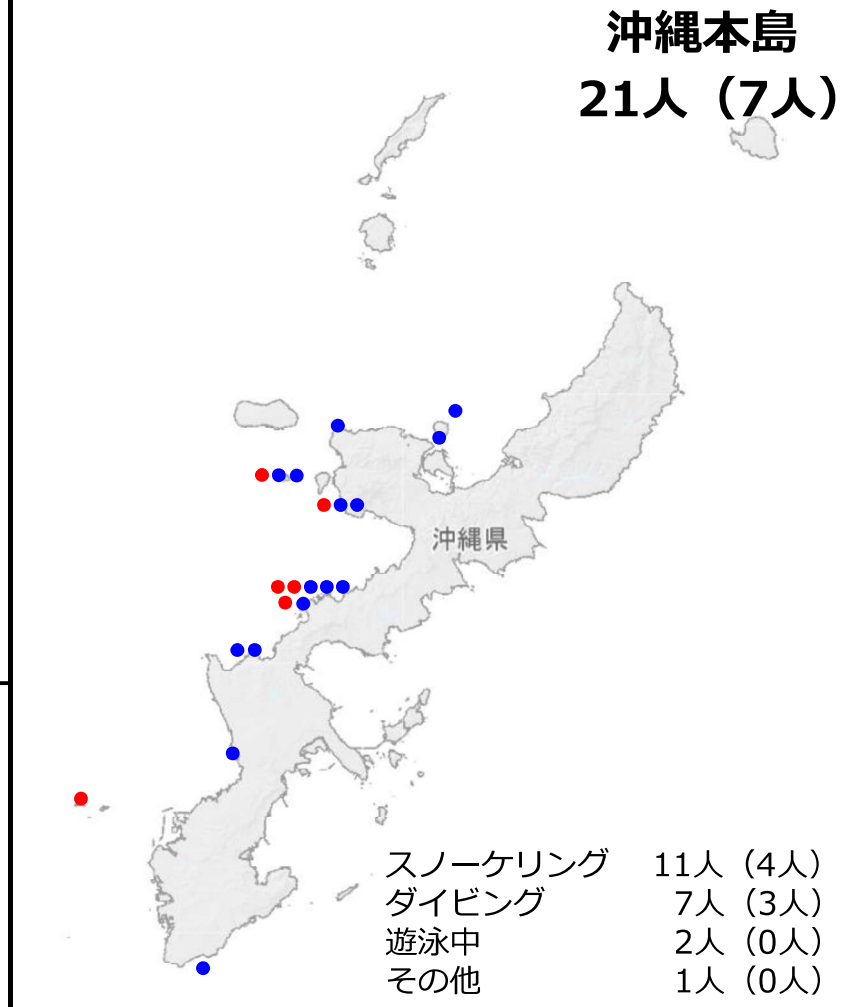 沖縄本島
21人（7人）
沖縄県
スノーケリング 11人（4人）
ダイビング 7人（3人）
遊泳中 2人（0人）
その他 1人（0人）